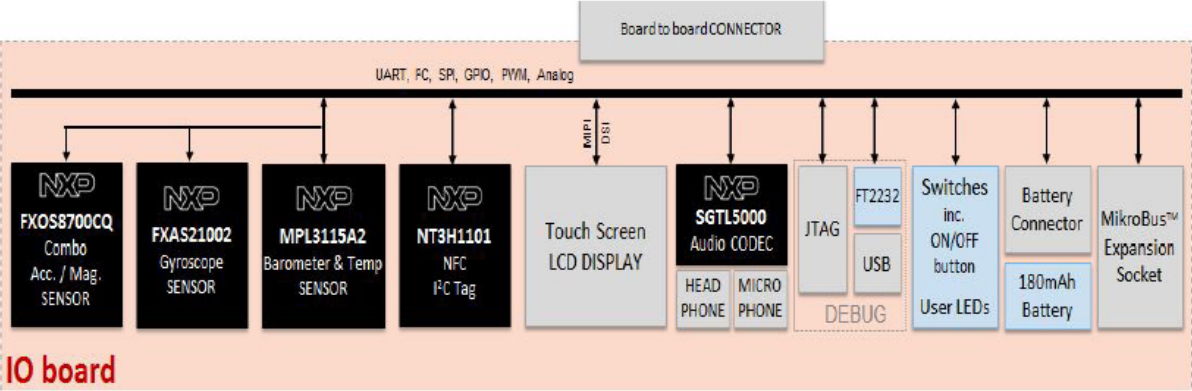 Board to board CONNECTOR
UART, I²C, SPI, GPIO, PWM, Analog
MIPI
DSI
NXP
FXOS8700CQ
Combo
Acc. / Mag.
SENSOR
NXP
FXAS21002
Gyroscope
SENSOR
NXP
MPL3115A2
Barometer & Temp
SENSOR
NXP
NT3H1101
NFC
I²C Tag
Touch Screen
LCD DISPLAY
NXP
SGTL5000
Audio CODEC
HEAD
PHONE
MICRO
PHONE
JTAG
FT2232
USB
DEBUG
Switches
inc.
ON/OFF
button
User LEDs
Battery
Connector
180mAh
Battery
MikroBus™
Expansion
Socket
IO board